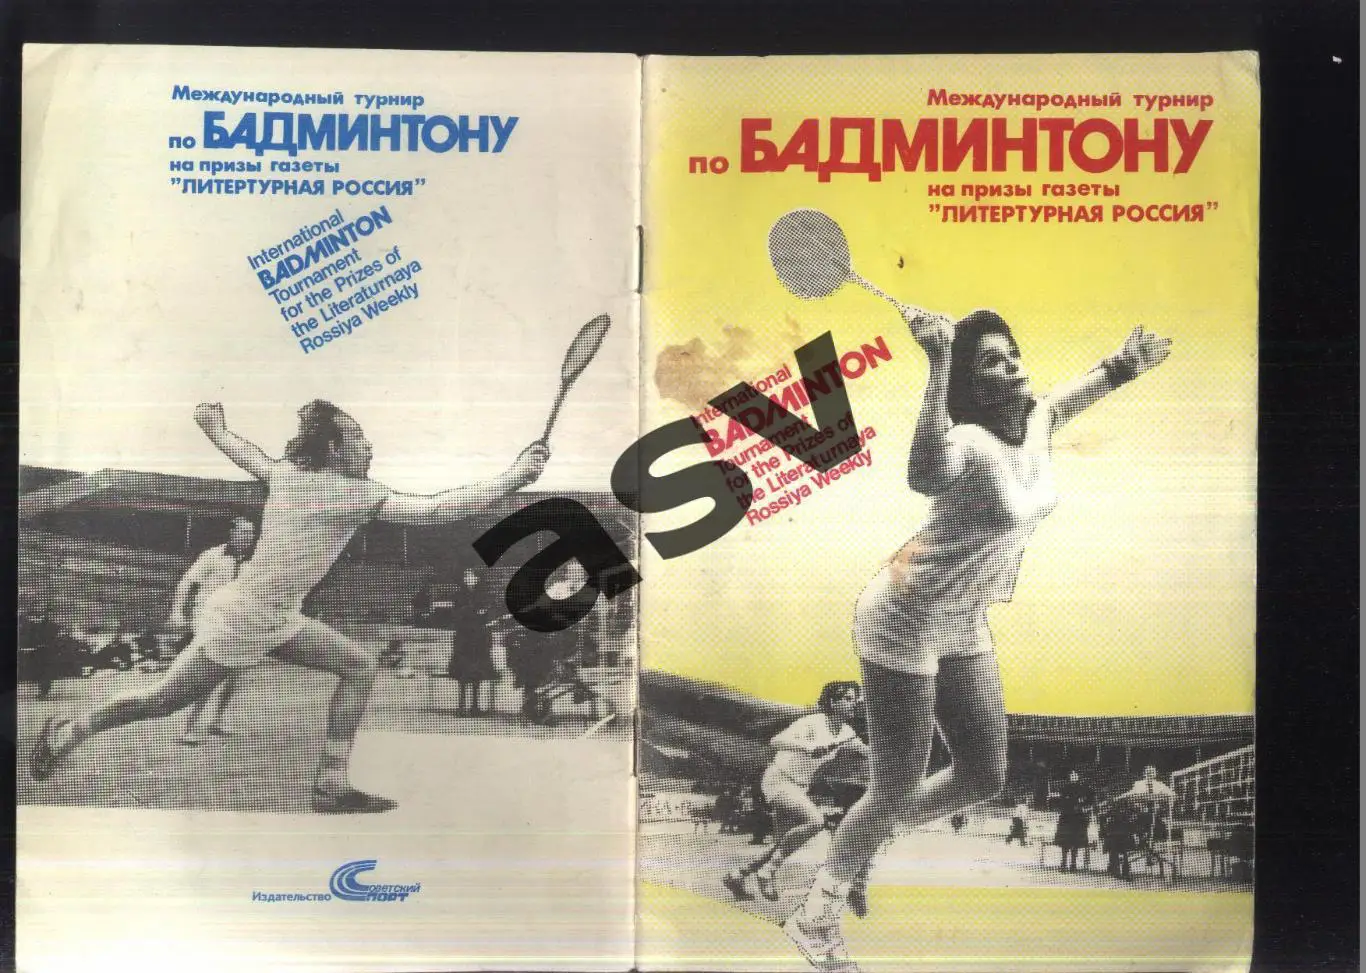 Международный турнир
по БАДМИНТОНУ
на призы газеты
"ЛИТЕРТУРНАЯ РОССИЯ"
International
BADMINTON
Tournament
for the Prizes of
the Literaturnaya
Rossiya Weekly
Издательство Советский Спорт
Международный турнир
по БАДМИНТОНУ
на призы газеты
"ЛИТЕРТУРНАЯ РОССИЯ"
International
BADMINTON
Tournament
for the Prizes of
the Literaturnaya
Rossiya Weekly
asv